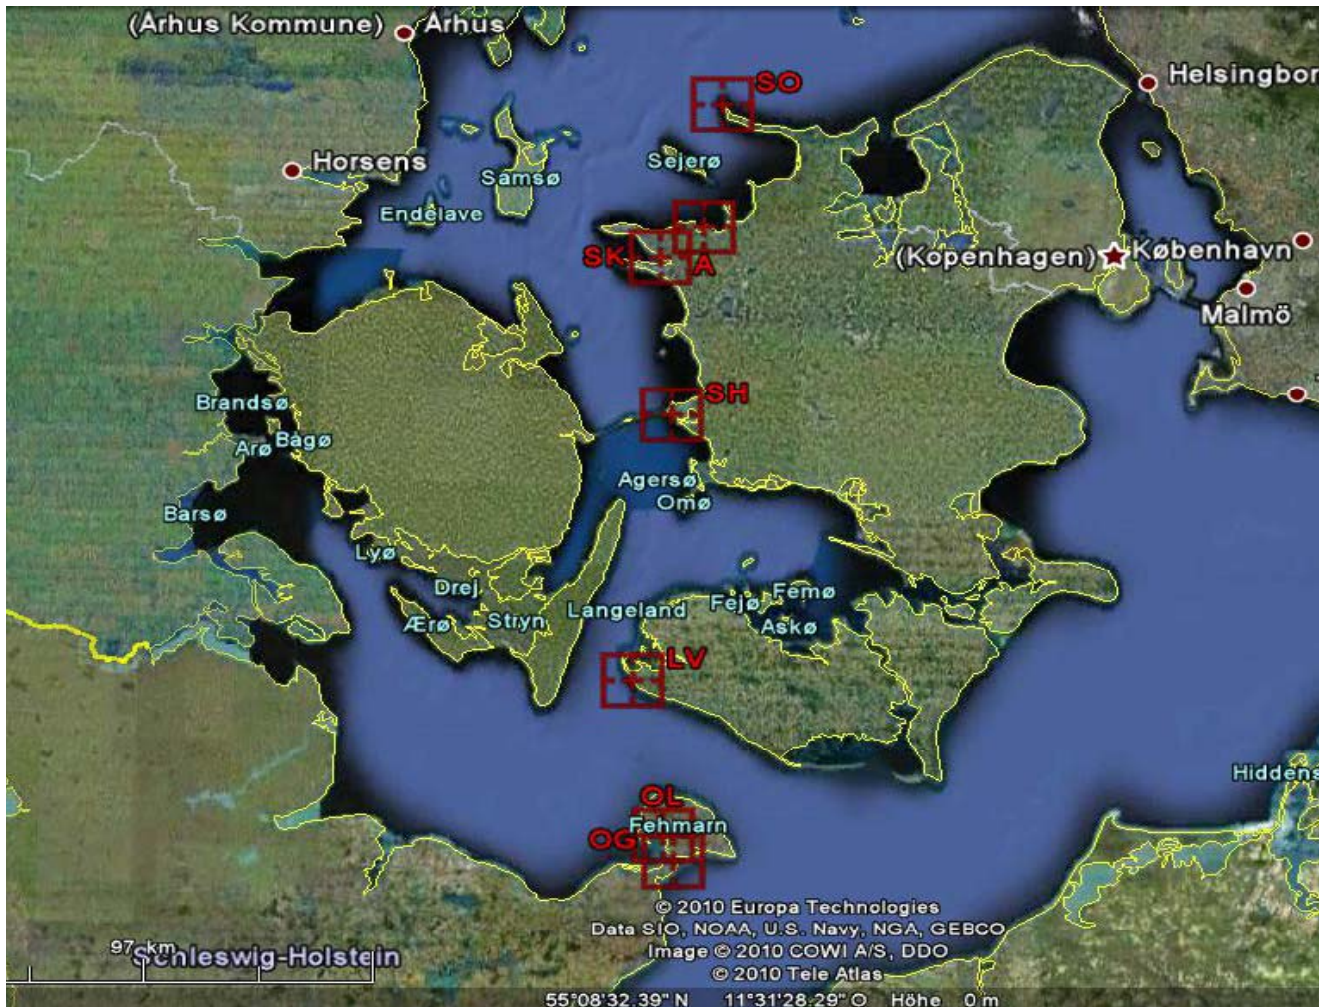 (Århus Kommune) Århus
SO
Helsingbor
Horsens
Sejerø
Samsø
Endelave
SK
A
(Kopenhagen) København
Malmö
SH
Brandsø
Bågø
Arø
Agersø
Omø
Barsø
Lyø
Drej
Femø
Fejø
Langeland
Ærø
Stryn
Askø
LV
Hiddens
OL
Fehmarn
OG
© 2010 Europa Technologies
Data SIO, NOAA, U.S. Navy, NGA, GEBCO
Image © 2010 COWI A/S, DDO
© 2010 Tele Atlas
97 km
Schleswig-Holstein
55°08'32.39" N 11°31'28.29" O Höhe 0 m